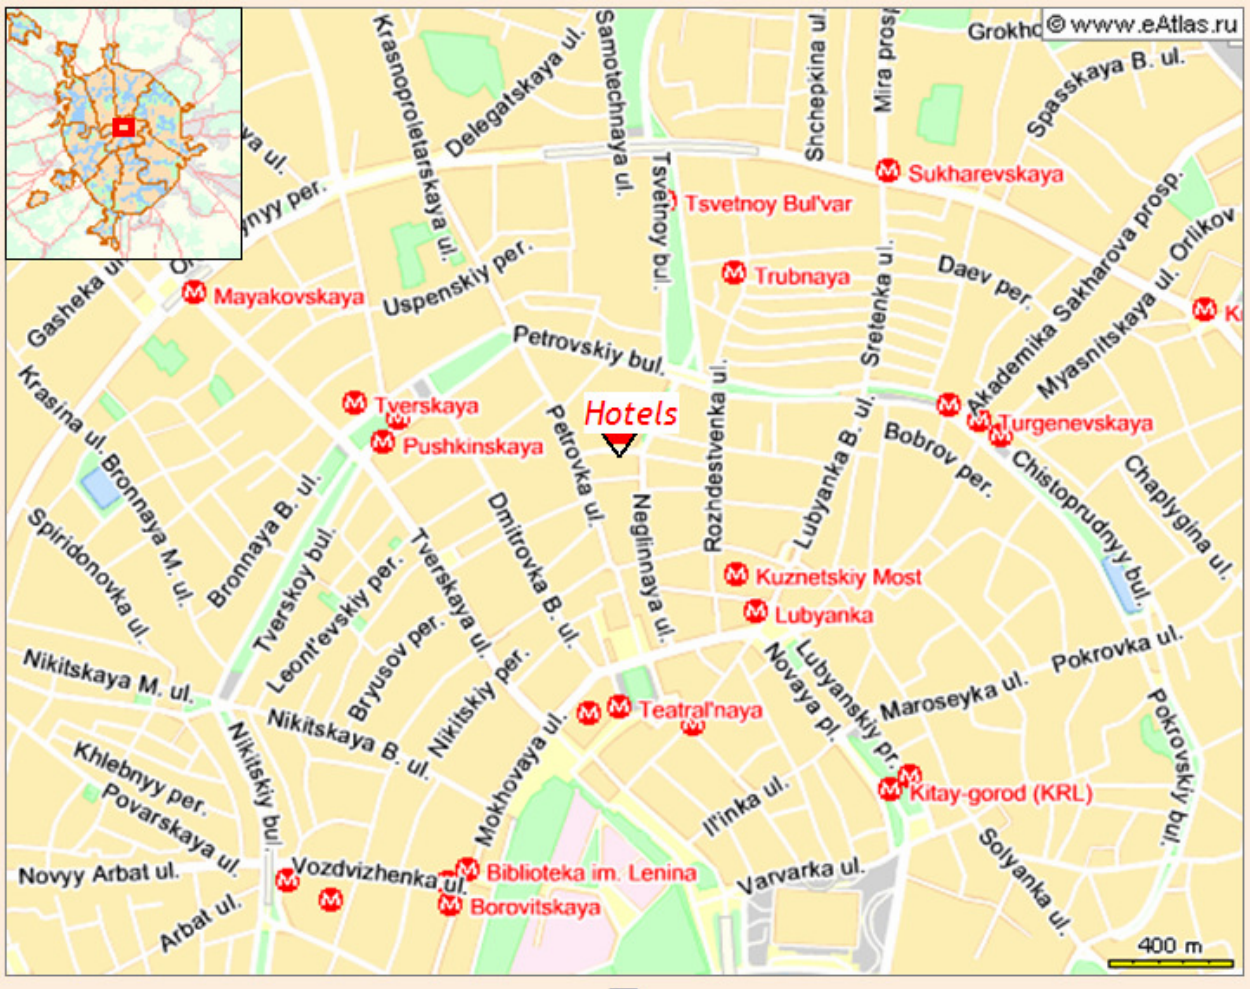 © www.eAtlas.ru
Krasnoproletarskaya ul.
Delegatskaya ul.
Samotechnaya ul.
Shchepkina ul.
Mira prosp
Spasskaya B. ul.
ya ul.
Tsvetnoy bul.
Tsvetnoy Bul'var
Sukharevskaya
Trubnaya
Daev per.
Akademika Sakharova prosp.
Myasnitskaya ul.
Orlikov
Gasheka ul
Mayakovskaya
Uspenskiy per.
Sretenka ul.
Petrovskiy bul.
Krasina ul.
Tverskaya
Pushkinskaya
Hotels
Petrovka ul.
Rozhdestvenka ul.
Lubyanka B. ul.
Bobrov per.
Turgenevskaya
Chistoprudnyy bul.
Chaplygina ul.
Bronnaya M. ul.
Bronnaya B. ul.
Spiridonovka ul.
Tverskoy bul.
Leont'evskiy per.
Tverskaya ul.
Dmitrovka B. ul.
Neglinnaya ul.
Kuznetskiy Most
Lubyanka
Bryusov per.
Nikitskiy per.
Nikitskaya M. ul.
Nikitskaya B. ul.
Novaya pl.
Lubyanskiy pr.
Maroseyka ul.
Pokrovka ul.
Pokrovskiy bul.
Teatral'naya
Mokhovaya ul.
Nikitskiy bul.
Khlebnyy per.
Povarskaya ul.
Il'inka ul.
Kitay-gorod (KRL)
Novyy Arbat ul.
Vozdvizhenka ul.
Biblioteka im. Lenina
Borovitskaya
Varvarka ul.
Solyanka ul.
Arbat ul.
400 m